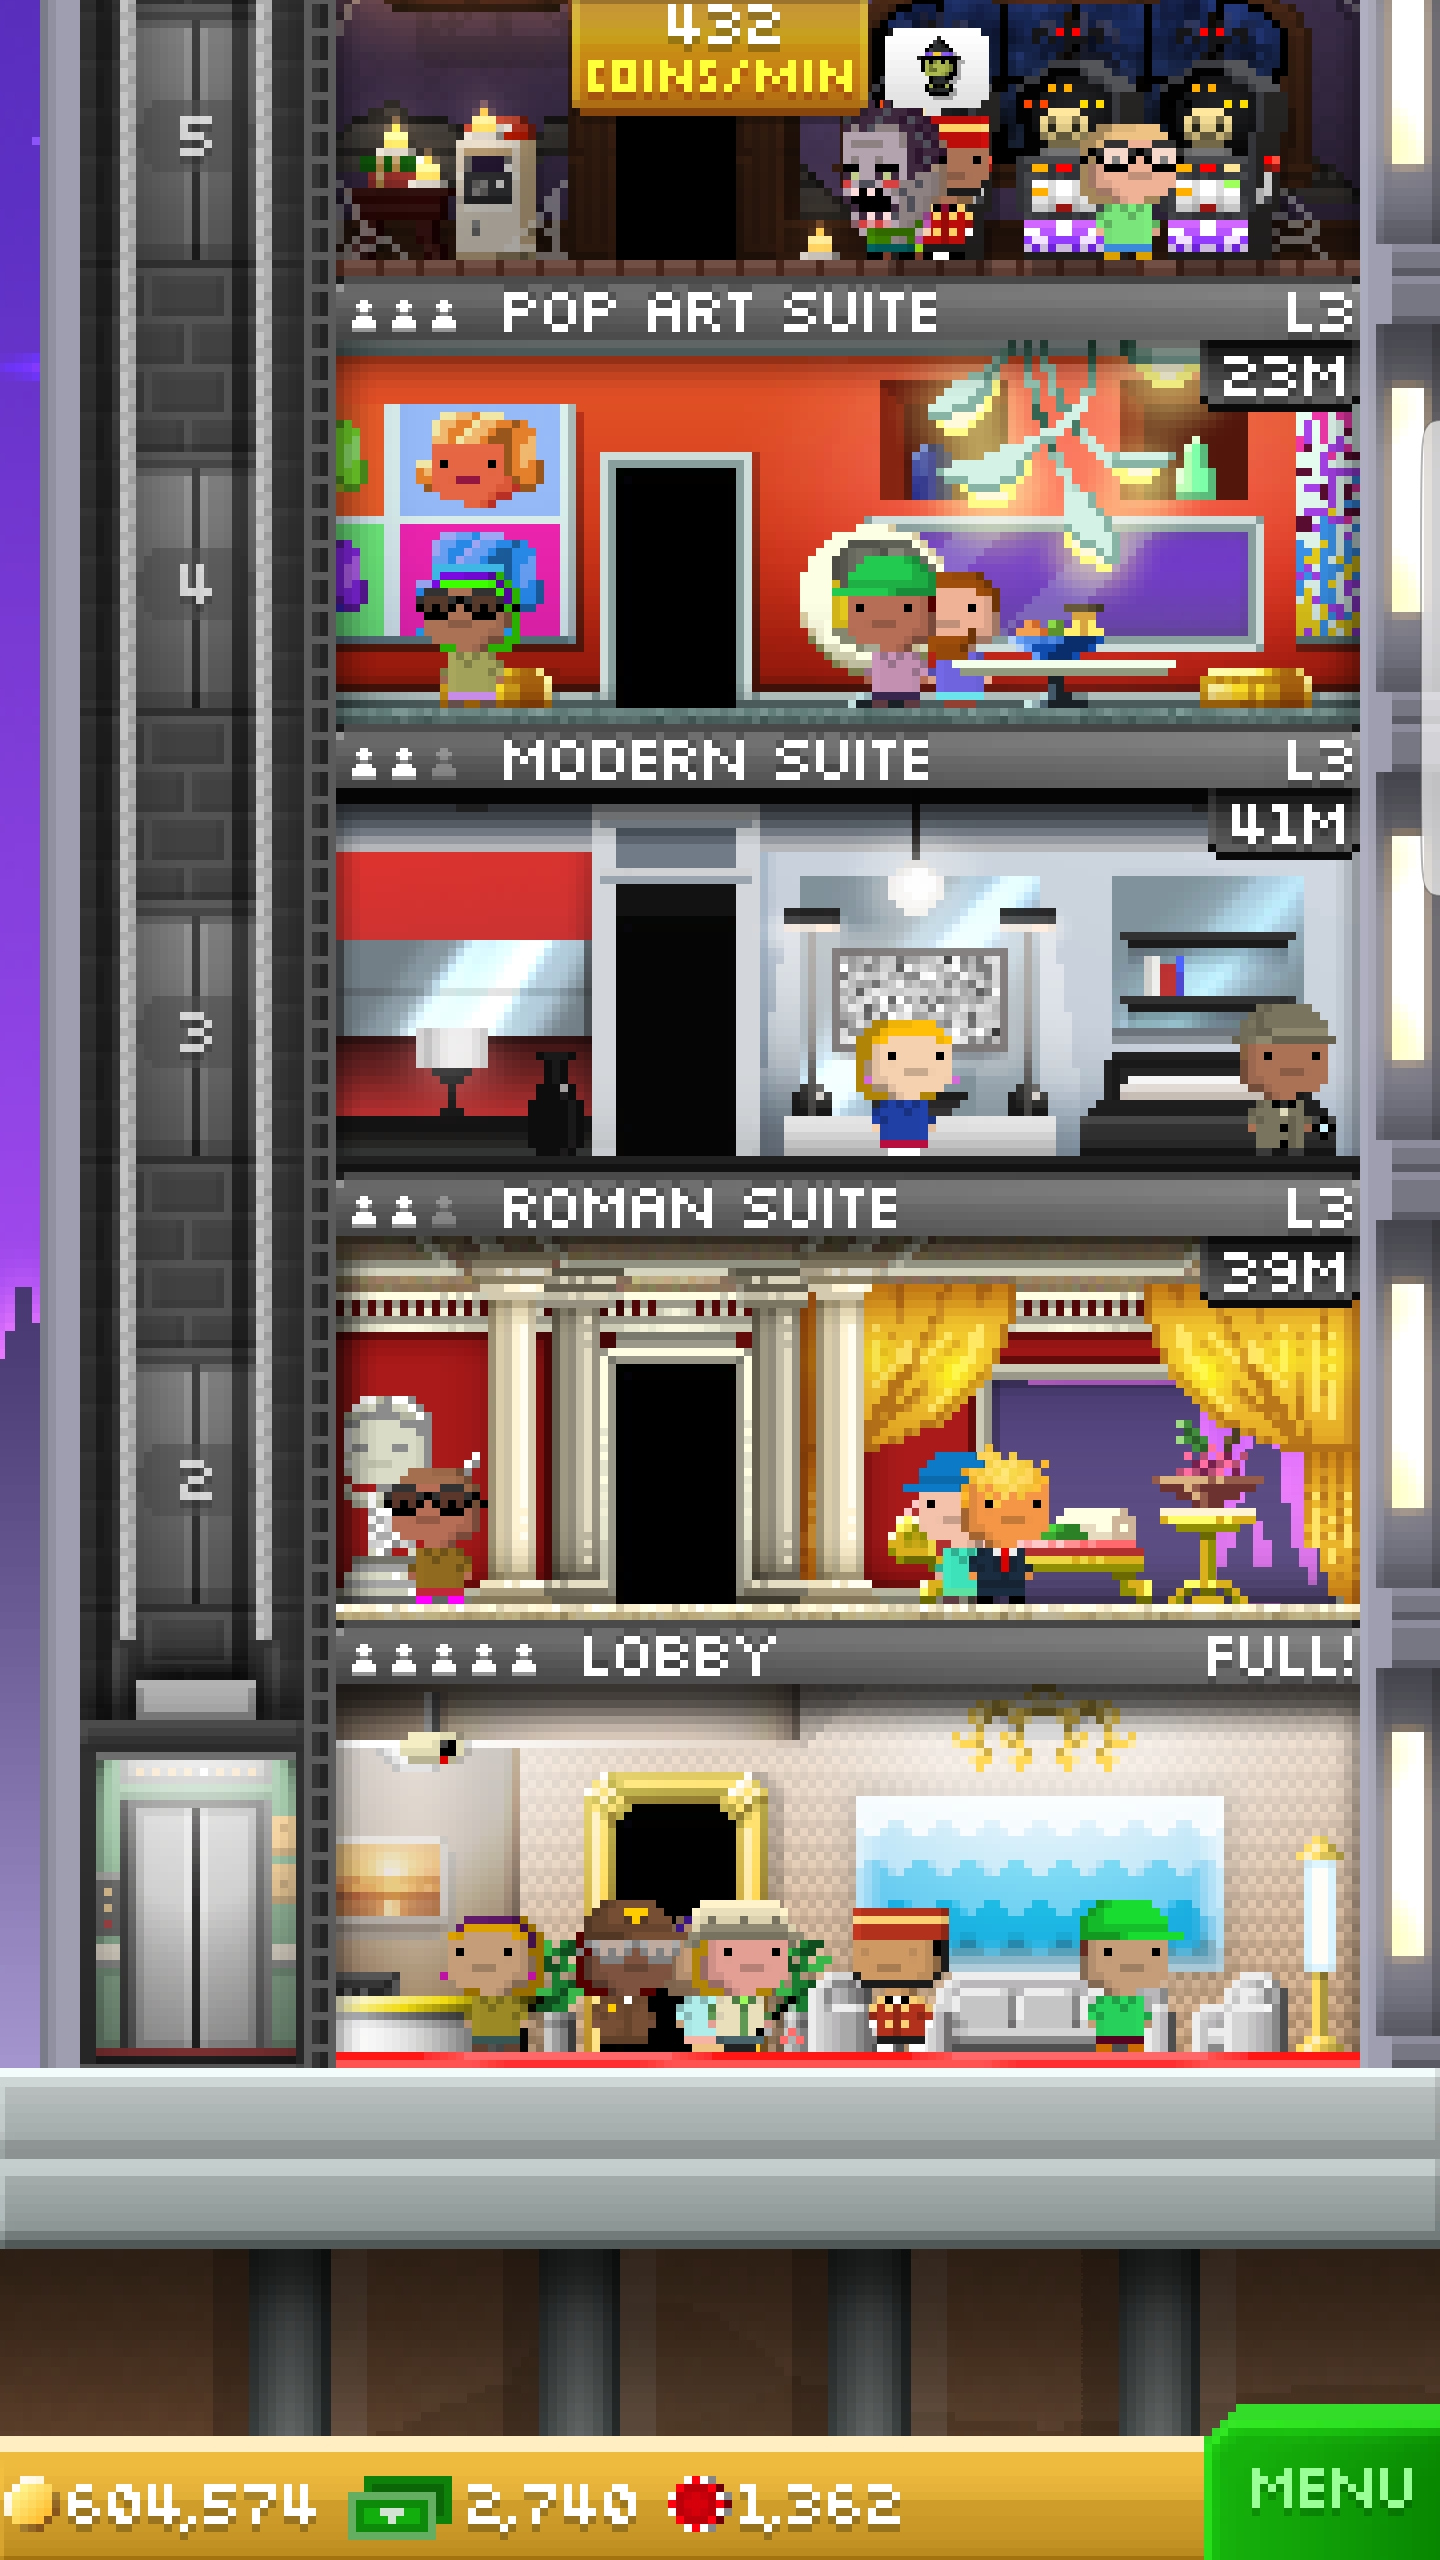 432
COINS/MIN
5
POP ART SUITE L3
23M
4
MODERN SUITE L3
41M
3
ROMAN SUITE L3
39M
2
LOBBY FULL!
604,574 2,740 1,362
MENU